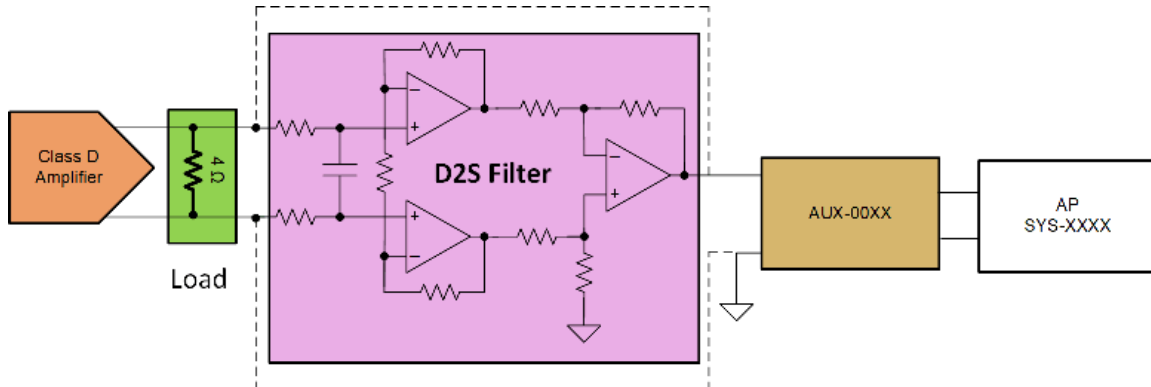 Class D
Amplifier
4 Ω
Load
D2S Filter
AUX-00XX
AP
SYS-XXXX